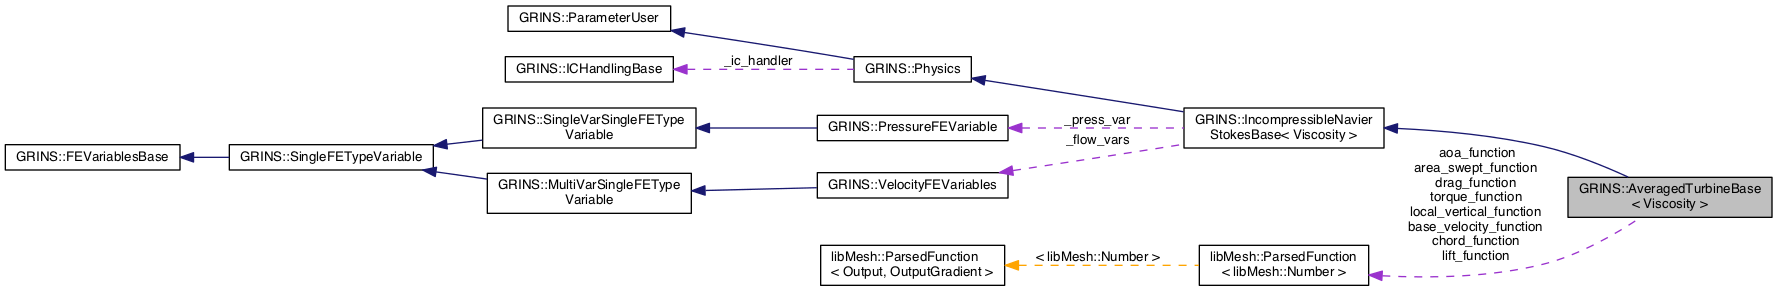 GRINS::ParameterUser
GRINS::ICHandlingBase
_ic_handler
GRINS::Physics
GRINS::FEVariablesBase
GRINS::SingleFETypeVariable
GRINS::SingleVarSingleFEType
Variable
GRINS::MultiVarSingleFEType
Variable
GRINS::PressureFEVariable
GRINS::VelocityFEVariables
_press_var
_flow_vars
GRINS::IncompressibleNavier
StokesBase< Viscosity >
aoa_function
area_swept_function
drag_function
torque_function
local_vertical_function
base_velocity_function
chord_function
lift_function
GRINS::AveragedTurbineBase
< Viscosity >
libMesh::ParsedFunction
< Output, OutputGradient >
< libMesh::Number >
libMesh::ParsedFunction
< libMesh::Number >